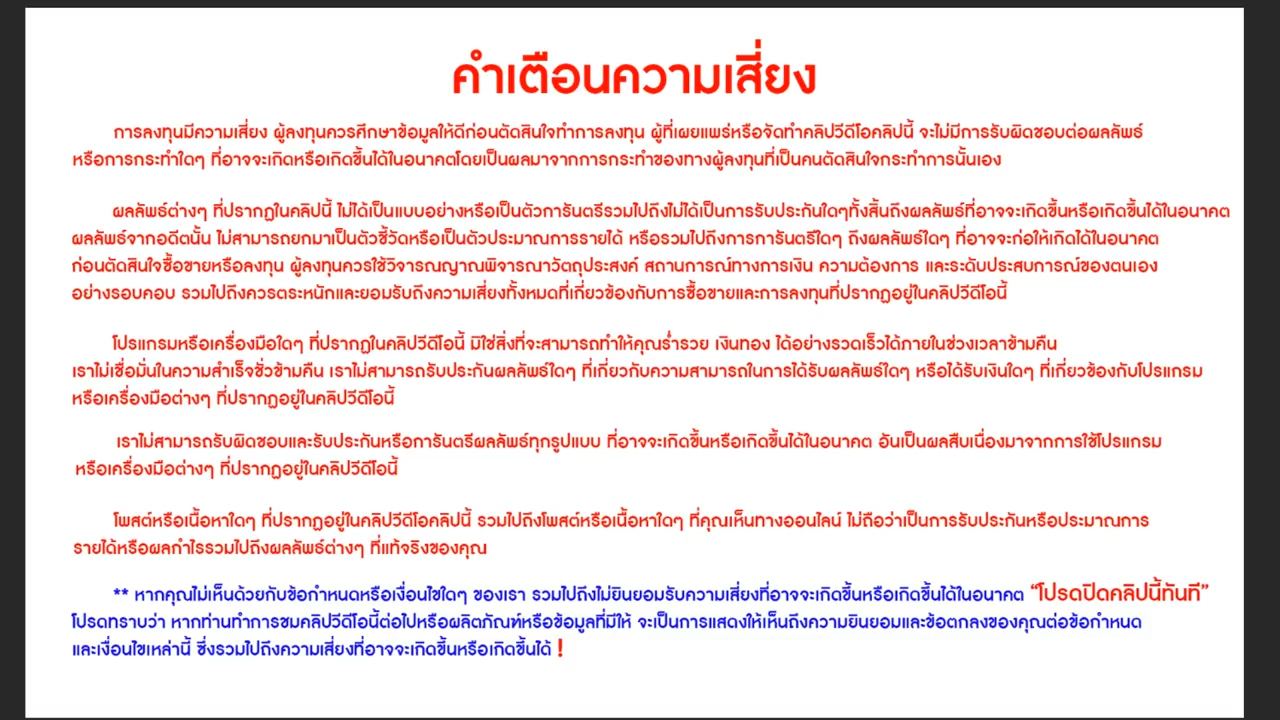 คำเตือนความเสี่ยง
การลงทุนมีความเสี่ยง ผู้ลงทุนควรศึกษาข้อมูลให้ดีก่อนตัดสินใจทำการลงทุน ผู้ที่เผยแพร่หรือจัดทำคลิปวีดีโอคลิปนี้ จะไม่มีการรับผิดชอบต่อผลลัพธ์
หรือการกระทำใดๆ ที่อาจจะเกิดหรือเกิดขึ้นได้ในอนาคตโดยเป็นผลมาจากการกระทำของทางผู้ลงทุนที่เป็นคนตัดสินใจกระทำการนั้นเอง
ผลลัพธ์ต่างๆ ที่ปรากฏในคลิปนี้ ไม่ได้เป็นแบบอย่างหรือเป็นตัวการันตรีรวมไปถึงไม่ได้เป็นการรับประกันใดๆทั้งสิ้นถึงผลลัพธ์ที่อาจจะเกิดขึ้นหรือเกิดขึ้นได้ในอนาคต
ผลลัพธ์จากอดีตนั้น ไม่สามารถยกมาเป็นตัวชี้วัดหรือเป็นตัวประมาณการรายได้ หรือรวมไปถึงการการันตรีใดๆ ถึงผลลัพธ์ใดๆ ที่อาจจะก่อให้เกิดได้ในอนาคต
ก่อนตัดสินใจซื้อขายหรือลงทุน ผู้ลงทุนควรใช้วิจารณญาณพิจารณาวัตถุประสงค์ สถานการณ์ทางการเงิน ความต้องการ และระดับประสบการณ์ของตนเอง
อย่างรอบคอบ รวมไปถึงควรตระหนักและยอมรับถึงความเสี่ยงทั้งหมดที่เกี่ยวข้องกับการซื้อขายและการลงทุนที่ปรากฏอยู่ในคลิปวีดีโอนี้
โปรแกรมหรือเครื่องมือใดๆ ที่ปรากฏในคลิปวีดีโอนี้ มิใช่สิ่งที่จะสามารถทำให้คุณร่ำรวย เงินทอง ได้อย่างรวดเร็วได้ภายในช่วงเวลาข้ามคืน
เราไม่เชื่อมั่นในความสำเร็จชั่วข้ามคืน เราไม่สามารถรับประกันผลลัพธ์ใดๆ ที่เกี่ยวกับความสามารถในการได้รับผลลัพธ์ใดๆ หรือได้รับเงินใดๆ ที่เกี่ยวข้องกับโปรแกรม
หรือเครื่องมือต่างๆ ที่ปรากฏอยู่ในคลิปวีดีโอนี้
เราไม่สามารถรับผิดชอบและรับประกันหรือการันตรีผลลัพธ์ทุกรูปแบบ ที่อาจจะเกิดขึ้นหรือเกิดขึ้นได้ในอนาคต อันเป็นผลสืบเนื่องมาจากการใช้โปรแกรม
หรือเครื่องมือต่างๆ ที่ปรากฏอยู่ในคลิปวีดีโอนี้
โพสต์หรือเนื้อหาใดๆ ที่ปรากฏอยู่ในคลิปวีดีโอคลิปนี้ รวมไปถึงโพสต์หรือเนื้อหาใดๆ ที่คุณเห็นทางออนไลน์ ไม่ถือว่าเป็นการรับประกันหรือประมาณการ
รายได้หรือผลกำไรรวมไปถึงผลลัพธ์ต่างๆ ที่แท้จริงของคุณ
** หากคุณไม่เห็นด้วยกับข้อกำหนดหรือเงื่อนไขใดๆ ของเรา รวมไปถึงไม่ยินยอมรับความเสี่ยงที่อาจจะเกิดขึ้นหรือเกิดขึ้นได้ในอนาคต “โปรดปิดคลิปนี้ทันที”
โปรดทราบว่า หากท่านทำการชมคลิปวีดีโอนี้ต่อไปหรือผลิตภัณฑ์หรือข้อมูลที่มีให้ จะเป็นการแสดงให้เห็นถึงความยินยอมและข้อตกลงของคุณต่อข้อกำหนด
และเงื่อนไขเหล่านี้ ซึ่งรวมไปถึงความเสี่ยงที่อาจจะเกิดขึ้นหรือเกิดขึ้นได้ !